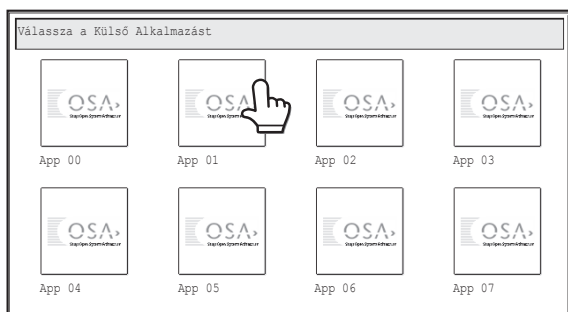 Válassza a Külső Alkalmazást
OSA OSA OSA OSA
App 00 App 01 App 02 App 03
OSA OSA OSA OSA
App 04 App 05 App 06 App 07